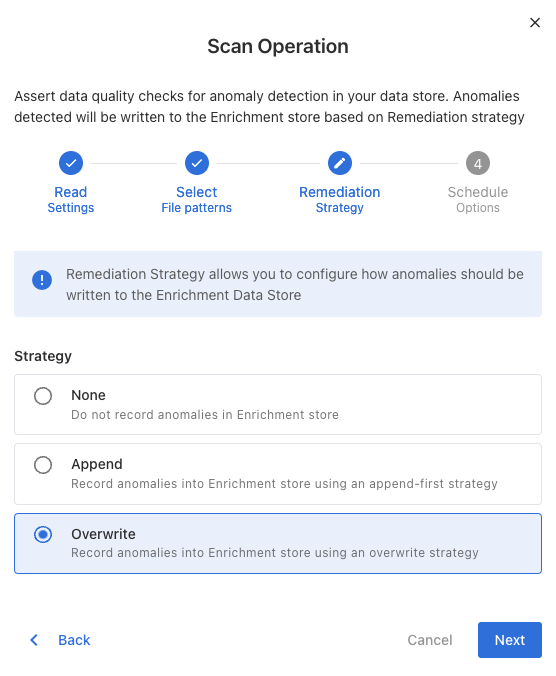 Scan Operation
Assert data quality checks for anomaly detection in your data store. Anomalies
detected will be written to the Enrichment store based on Remediation strategy
Read
Settings
Select
File patterns
Remediation
Strategy
4
Schedule
Options
Remediation Strategy allows you to configure how anomalies should be
written to the Enrichment Data Store
Strategy
None
Do not record anomalies in Enrichment store
Append
Record anomalies into Enrichment store using an append-first strategy
Overwrite
Record anomalies into Enrichment store using an overwrite strategy
Back
Cancel
Next